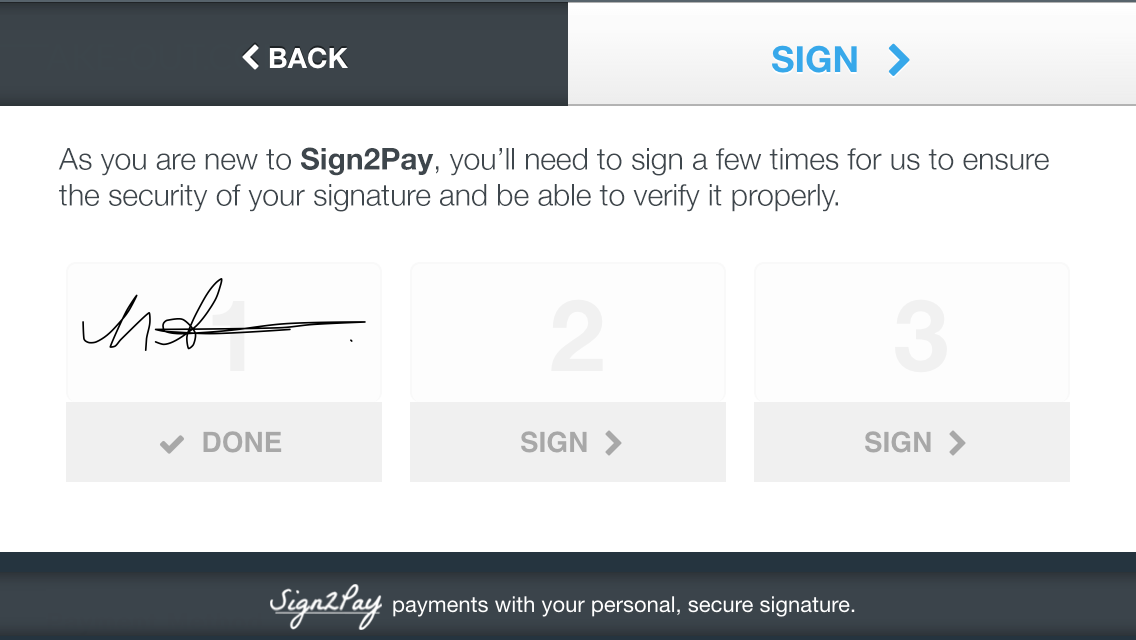 BACK
SIGN
As you are new to Sign2Pay, you'll need to sign a few times for us to ensure
the security of your signature and be able to verify it properly.
1
2
3
DONE
SIGN
SIGN
Sign2Pay payments with your personal, secure signature.